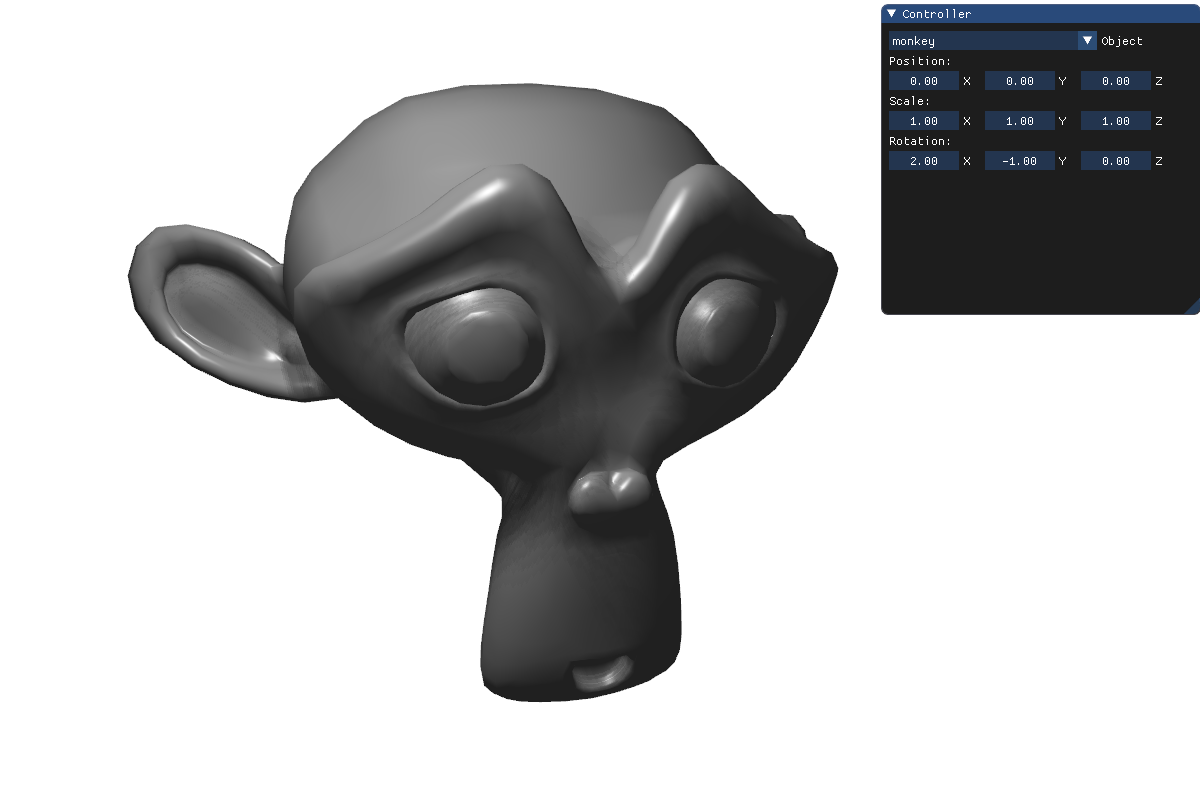 Controller
monkey Object
Position:
0.00 X 0.00 Y 0.00 Z
Scale:
1.00 X 1.00 Y 1.00 Z
Rotation:
2.00 X -1.00 Y 0.00 Z